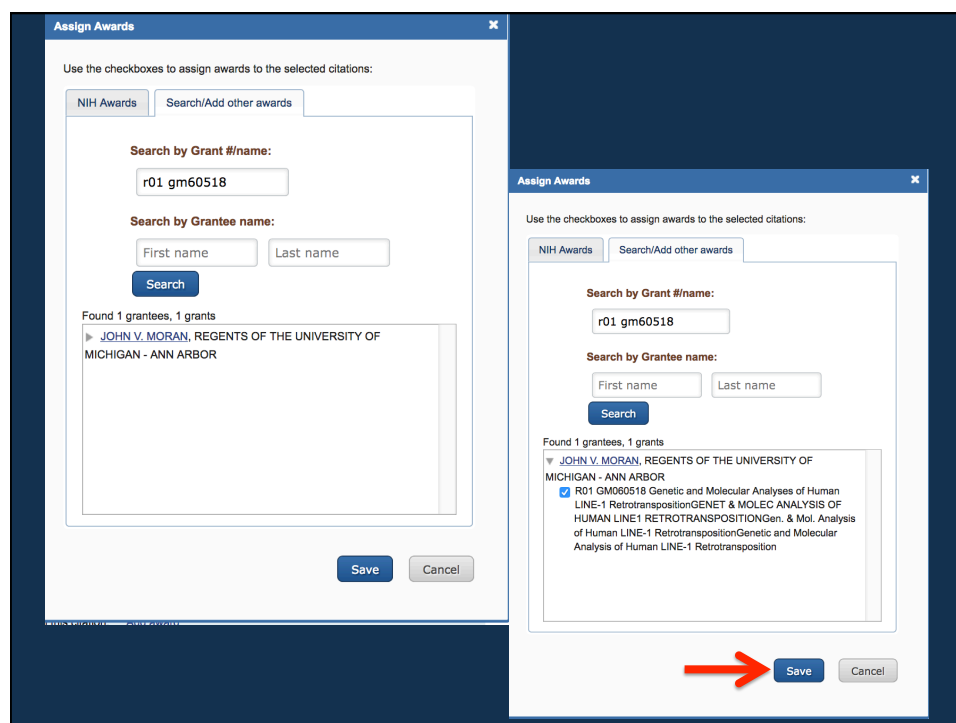 Assign Awards
Use the checkboxes to assign awards to the selected citations:
NIH Awards
Search/Add other awards
Search by Grant #/name:
r01 gm60518
Search by Grantee name:
First name
Last name
Search
Found 1 grantees, 1 grants
JOHN V. MORAN, REGENTS OF THE UNIVERSITY OF
MICHIGAN - ANN ARBOR
Save
Cancel
Assign Awards
Use the checkboxes to assign awards to the selected citations:
NIH Awards
Search/Add other awards
Search by Grant #/name:
r01 gm60518
Search by Grantee name:
First name
Last name
Search
Found 1 grantees, 1 grants
JOHN V. MORAN, REGENTS OF THE UNIVERSITY OF
MICHIGAN - ANN ARBOR
R01 GM060518 Genetic and Molecular Analyses of Human
LINE-1 RetrotranspositionGENET & MOLEC ANALYSIS OF
HUMAN LINE1 RETROTRANSPOSITIONGen. & Mol. Analysis
of Human LINE-1 RetrotranspositionGenetic and Molecular
Analysis of Human LINE-1 Retrotransposition
Save
Cancel